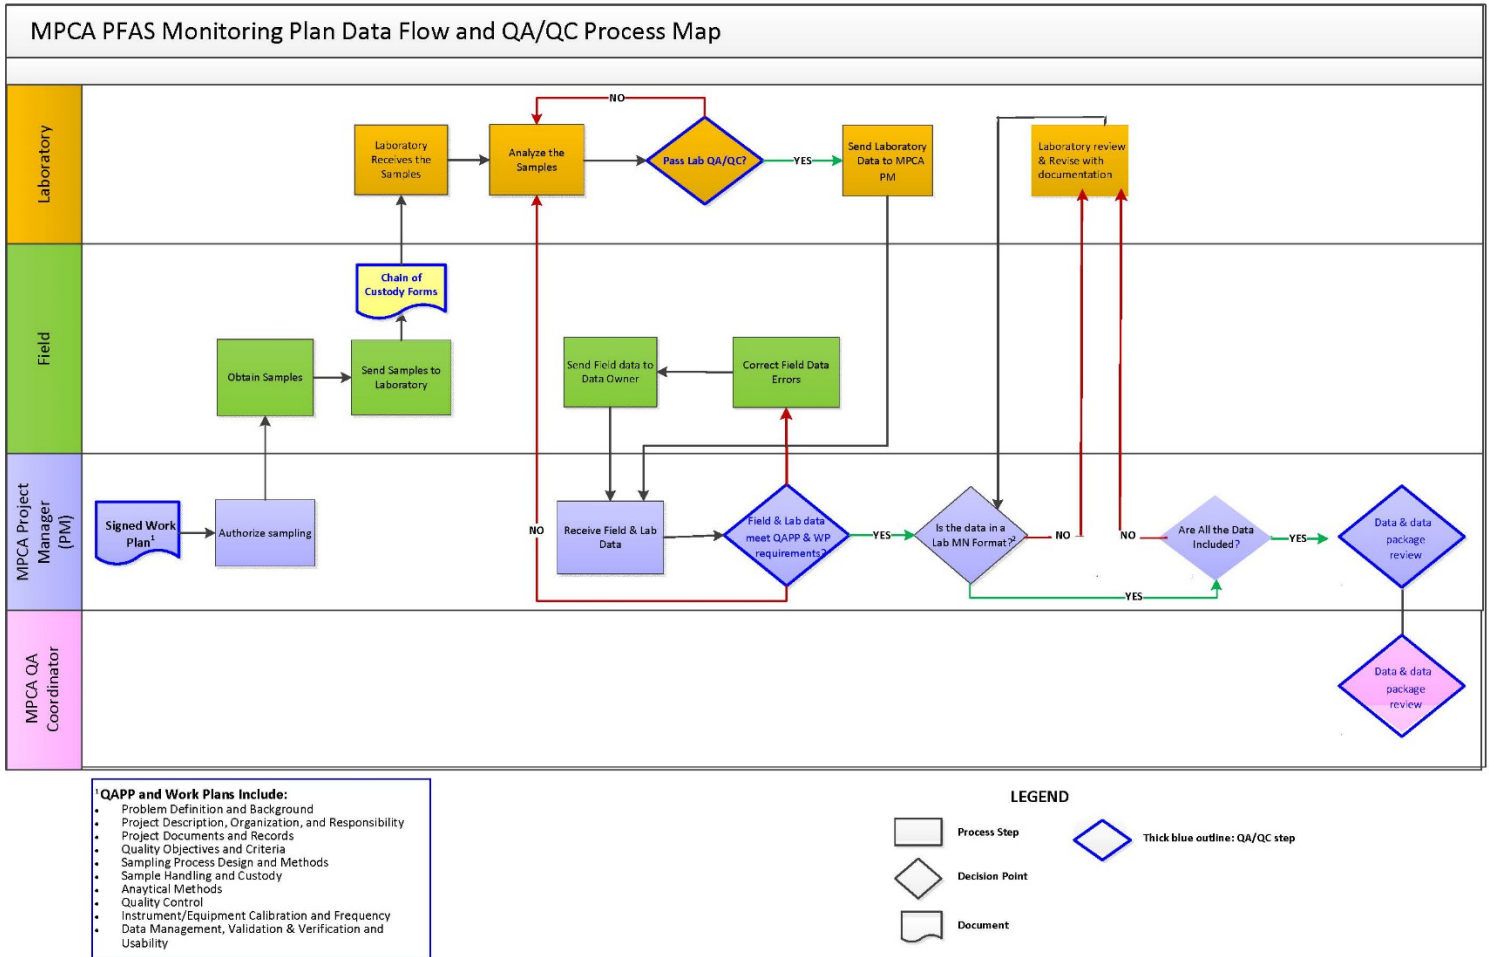 MPCA PFAS Monitoring Plan Data Flow and QA/QC Process Map
Laboratory
Laboratory
Receives the
Samples
Analyze the
Samples
NO
Pass Lab QA/QC?
YES
Send Laboratory
Data to MPCA
PM
Laboratory review
& Revise with
documentation
Field
Chain of
Custody Forms
Obtain Samples
Send Samples to
Laboratory
Send Field data to
Data Owner
Correct Field Data
Errors
MPCA Project
Manager
(PM)
Signed Work
Plan¹
Authorize sampling
NO
Receive Field & Lab
Data
Field & Lab data
meet QAPP & WP
requirements?
YES
Is the data in a
Lab MN Format?²
NO
YES
NO
Are All the Data
Included?
YES
Data & data
package
review
MPCA QA
Coordinator
Data & data
package
review
¹QAPP and Work Plans Include:
• Problem Definition and Background
• Project Description, Organization, and Responsibility
• Project Documents and Records
• Quality Objectives and Criteria
• Sampling Process Design and Methods
• Sample Handling and Custody
• Anaytical Methods
• Quality Control
• Instrument/Equipment Calibration and Frequency
• Data Management, Validation & Verification and
Usability
LEGEND
Process Step
Thick blue outline: QA/QC step
Decision Point
Document